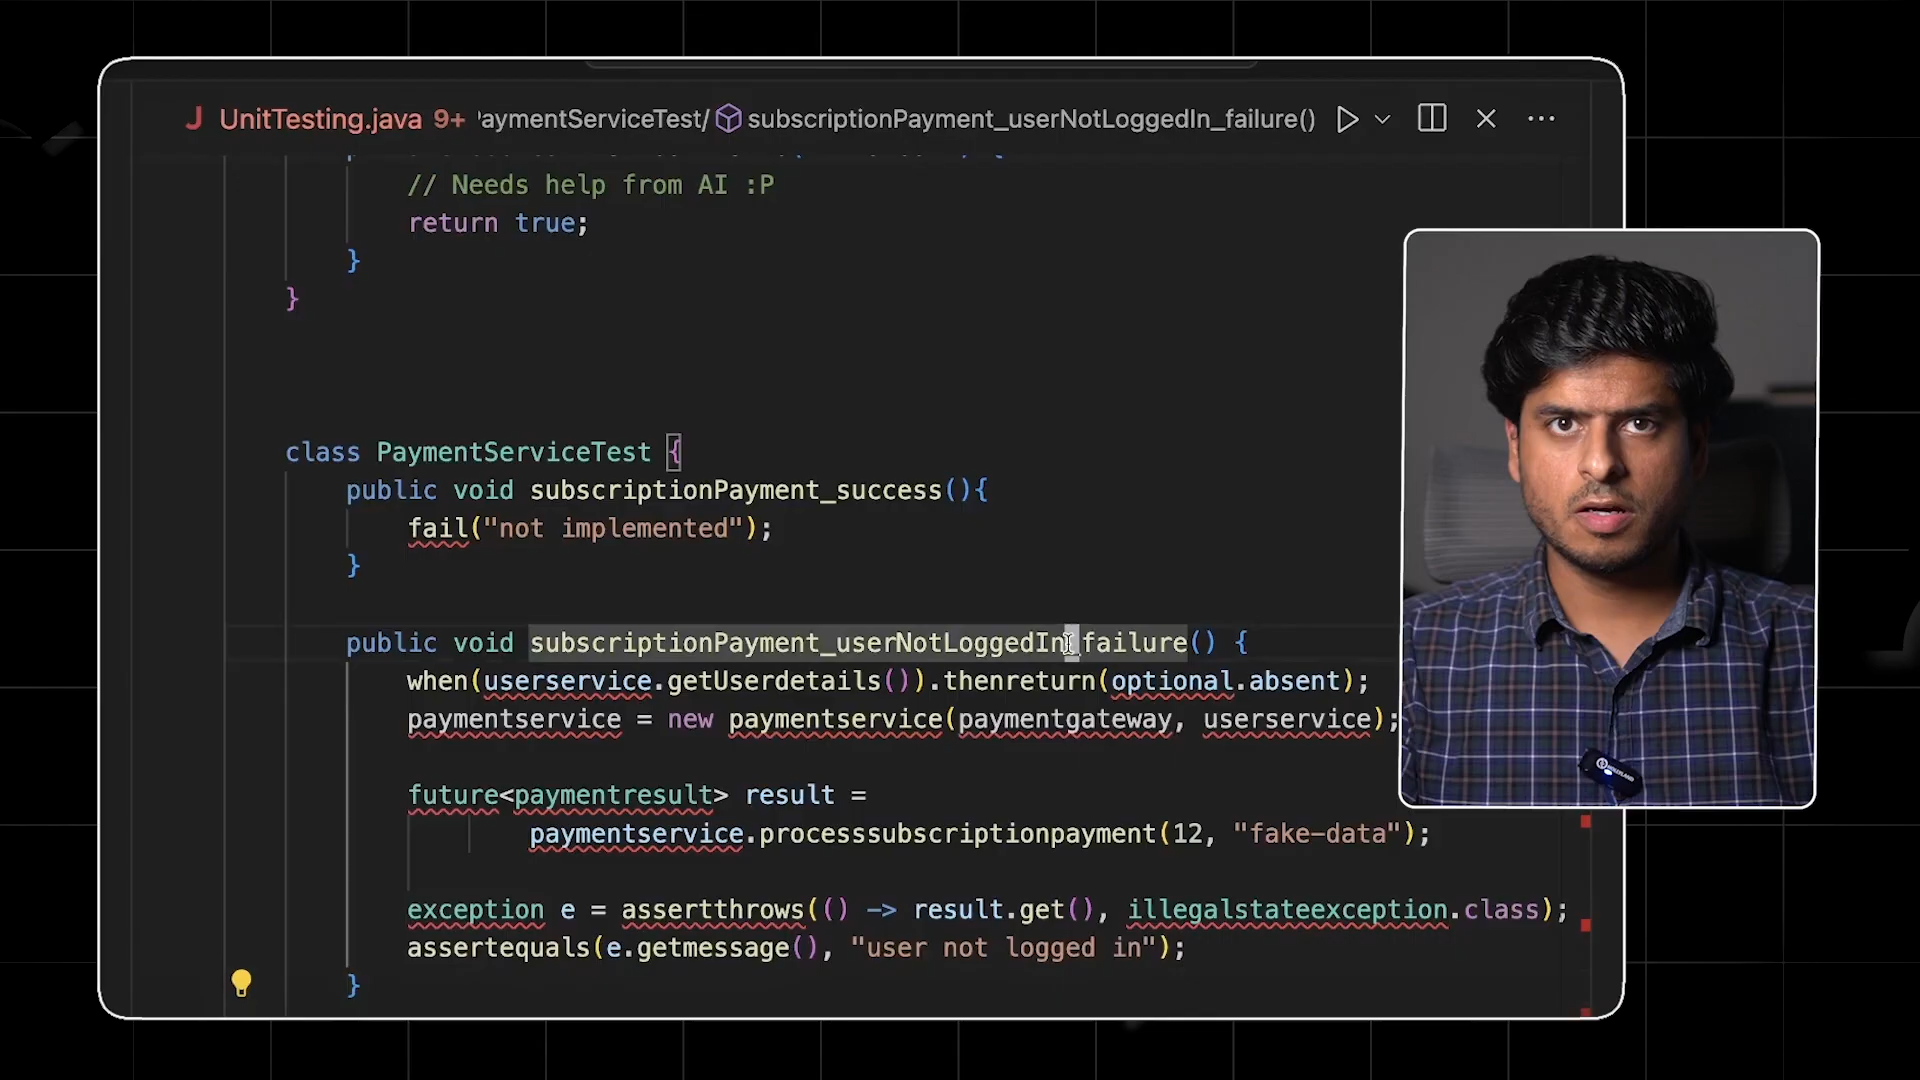 UnitTesting.java 9+ aymentServiceTest/ subscriptionPayment_userNotLoggedIn_failure()
// Needs help from AI :P
return true;
}
}
class PaymentServiceTest {
public void subscriptionPayment_success(){
fail("not implemented");
}
public void subscriptionPayment_userNotLoggedIn_failure() {
when(userservice.getUserdetails()).thenreturn(optional.absent);
paymentservice = new paymentservice(paymentgateway, userservice);
future<paymentresult> result =
paymentservice.processsubscriptionpayment(12, "fake-data");
exception e = assertthrows(() -> result.get(), illegalstateexception.class);
assertequals(e.getmessage(), "user not logged in");
}